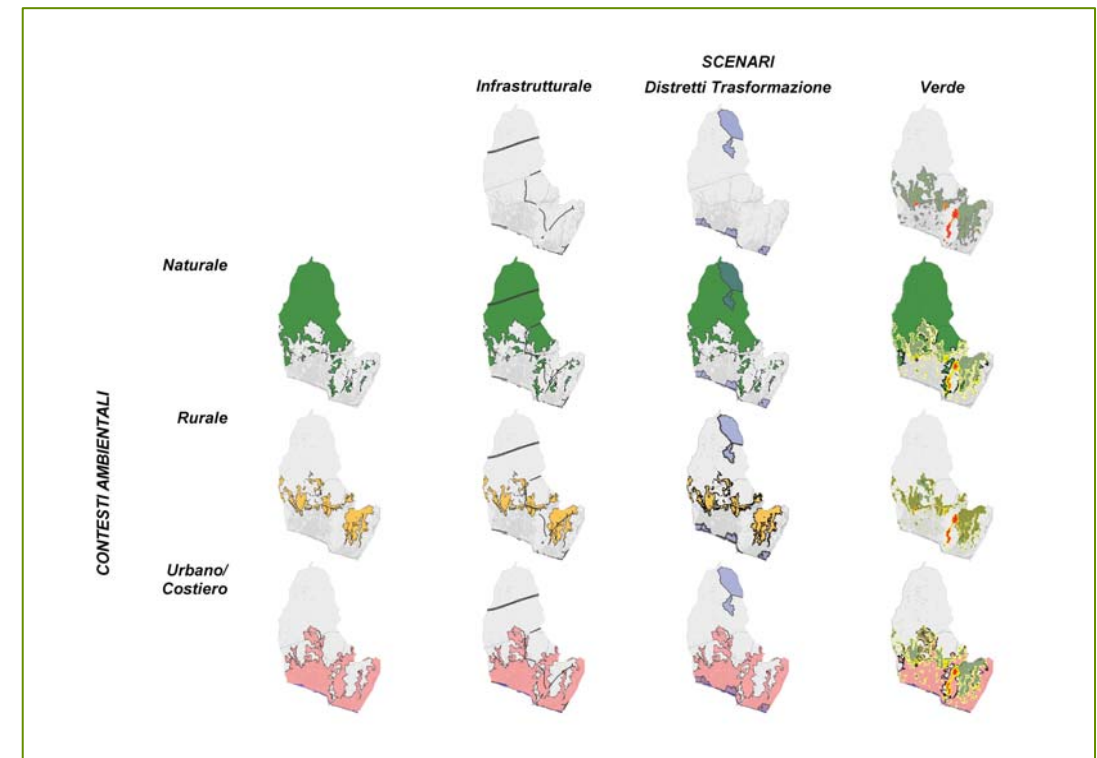 SCENARI
Infrastrutturale
Distretti Trasformazione
Verde
Naturale
CONTESTI AMBIENTALI
Rurale
Urbano/
Costiero